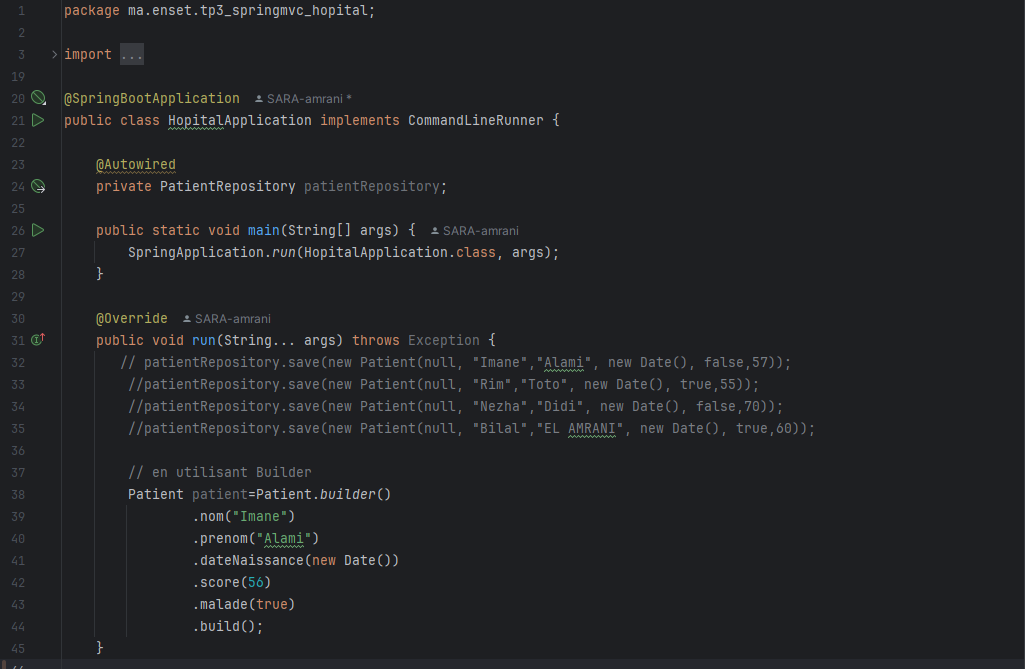 1 package ma.enset.tp3_springmvc_hopital;
2
3 import ...
19
20 @SpringBootApplication SARA-amrani *
21 public class HopitalApplication implements CommandLineRunner {
22
23 @Autowired
24 private PatientRepository patientRepository;
25
26 public static void main(String[] args) { SARA-amrani
27 SpringApplication.run(HopitalApplication.class, args);
28 }
29
30 @Override SARA-amrani
31 public void run(String... args) throws Exception {
32 // patientRepository.save(new Patient(null, "Imane","Alami", new Date(), false,57));
33 //patientRepository.save(new Patient(null, "Rim","Toto", new Date(), true,55));
34 //patientRepository.save(new Patient(null, "Nezha","Didi", new Date(), false,70));
35 //patientRepository.save(new Patient(null, "Bilal","EL AMRANI", new Date(), true,60));
36
37 // en utilisant Builder
38 Patient patient=Patient.builder()
39 .nom("Imane")
40 .prenom("Alami")
41 .dateNaissance(new Date())
42 .score(56)
43 .malade(true)
44 .build();
45 }